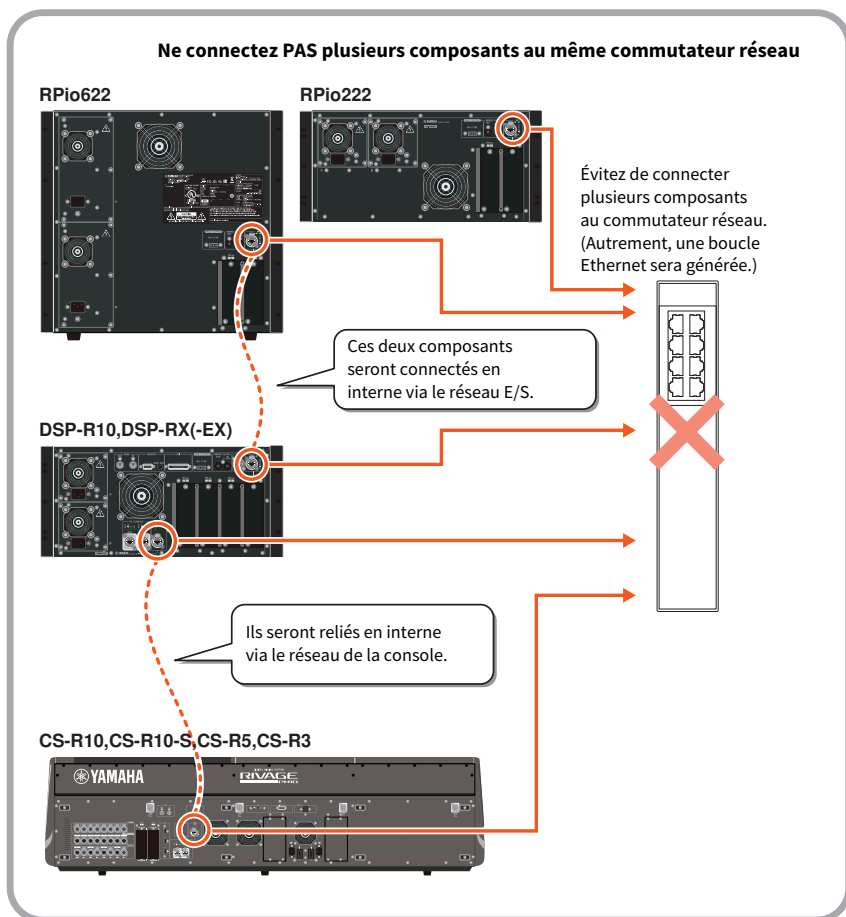 Ne connectez PAS plusieurs composants au même commutateur réseau
RPio622
RPio222
Évitez de connecter
plusieurs composants
au commutateur réseau.
(Autrement, une boucle
Ethernet sera générée.)
Ces deux composants
seront connectés en
interne via le réseau E/S.
DSP-R10,DSP-RX(-EX)
Ils seront reliés en interne
via le réseau de la console.
CS-R10,CS-R10-S,CS-R5,CS-R3
YAMAHA
RIVAGE